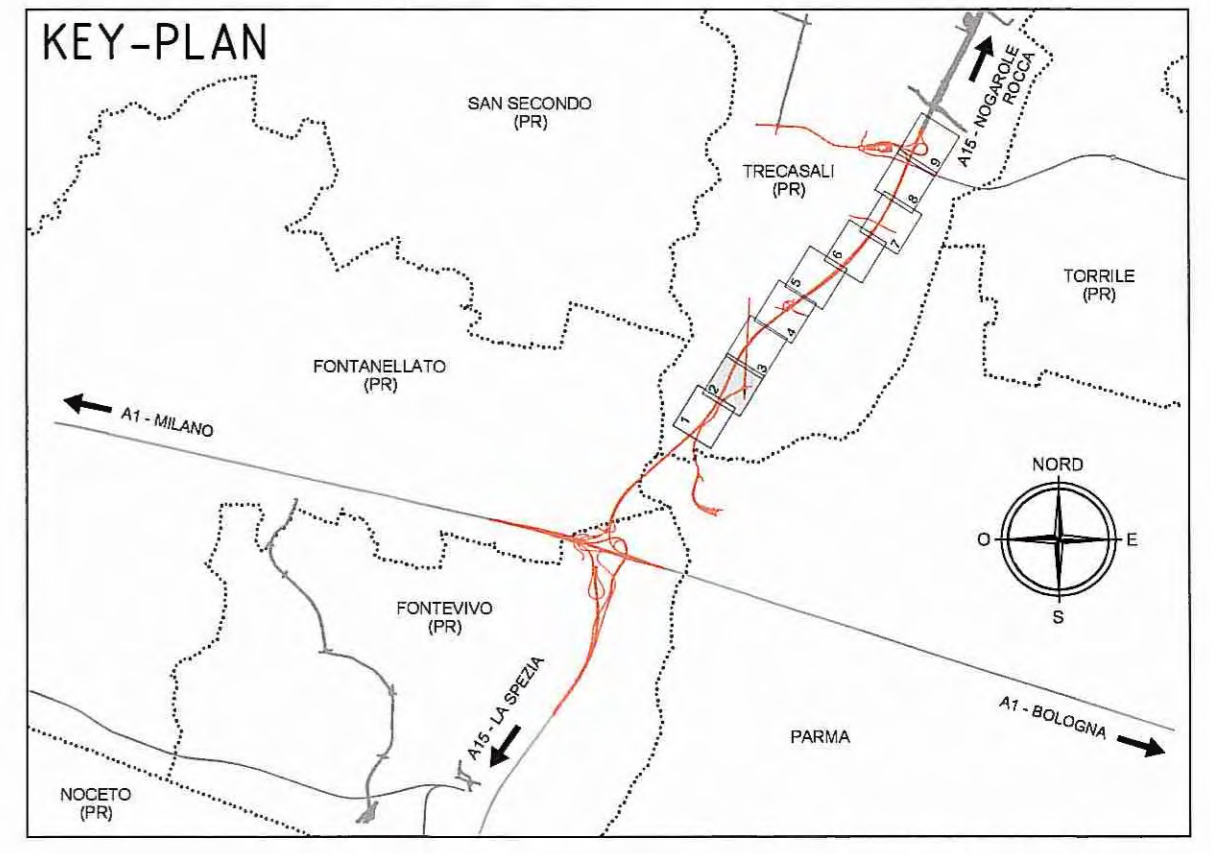 KEY-PLAN
SAN SECONDO
(PR)
A15 - NOGAROLE
ROCCA
TRECASALI
(PR)
9
8
7
6
5
4
3
2
1
TORRILE
(PR)
FONTANELLATO
(PR)
A1 - MILANO
NORD
O
E
S
FONTEVIVO
(PR)
A15 - LA SPEZIA
A1 - BOLOGNA
PARMA
NOCETO
(PR)